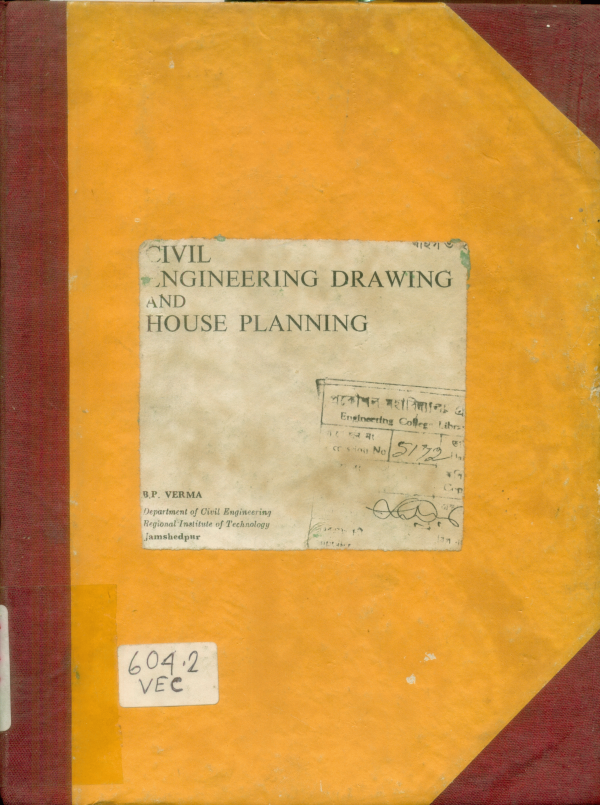 CIVIL
ENGINEERING DRAWING
AND
HOUSE PLANNING
Engineering College
No 5172
B.P. VERMA
Department of Civil Engineering
Regional Institute of Technology
Jamshedpur
604.2
VEC